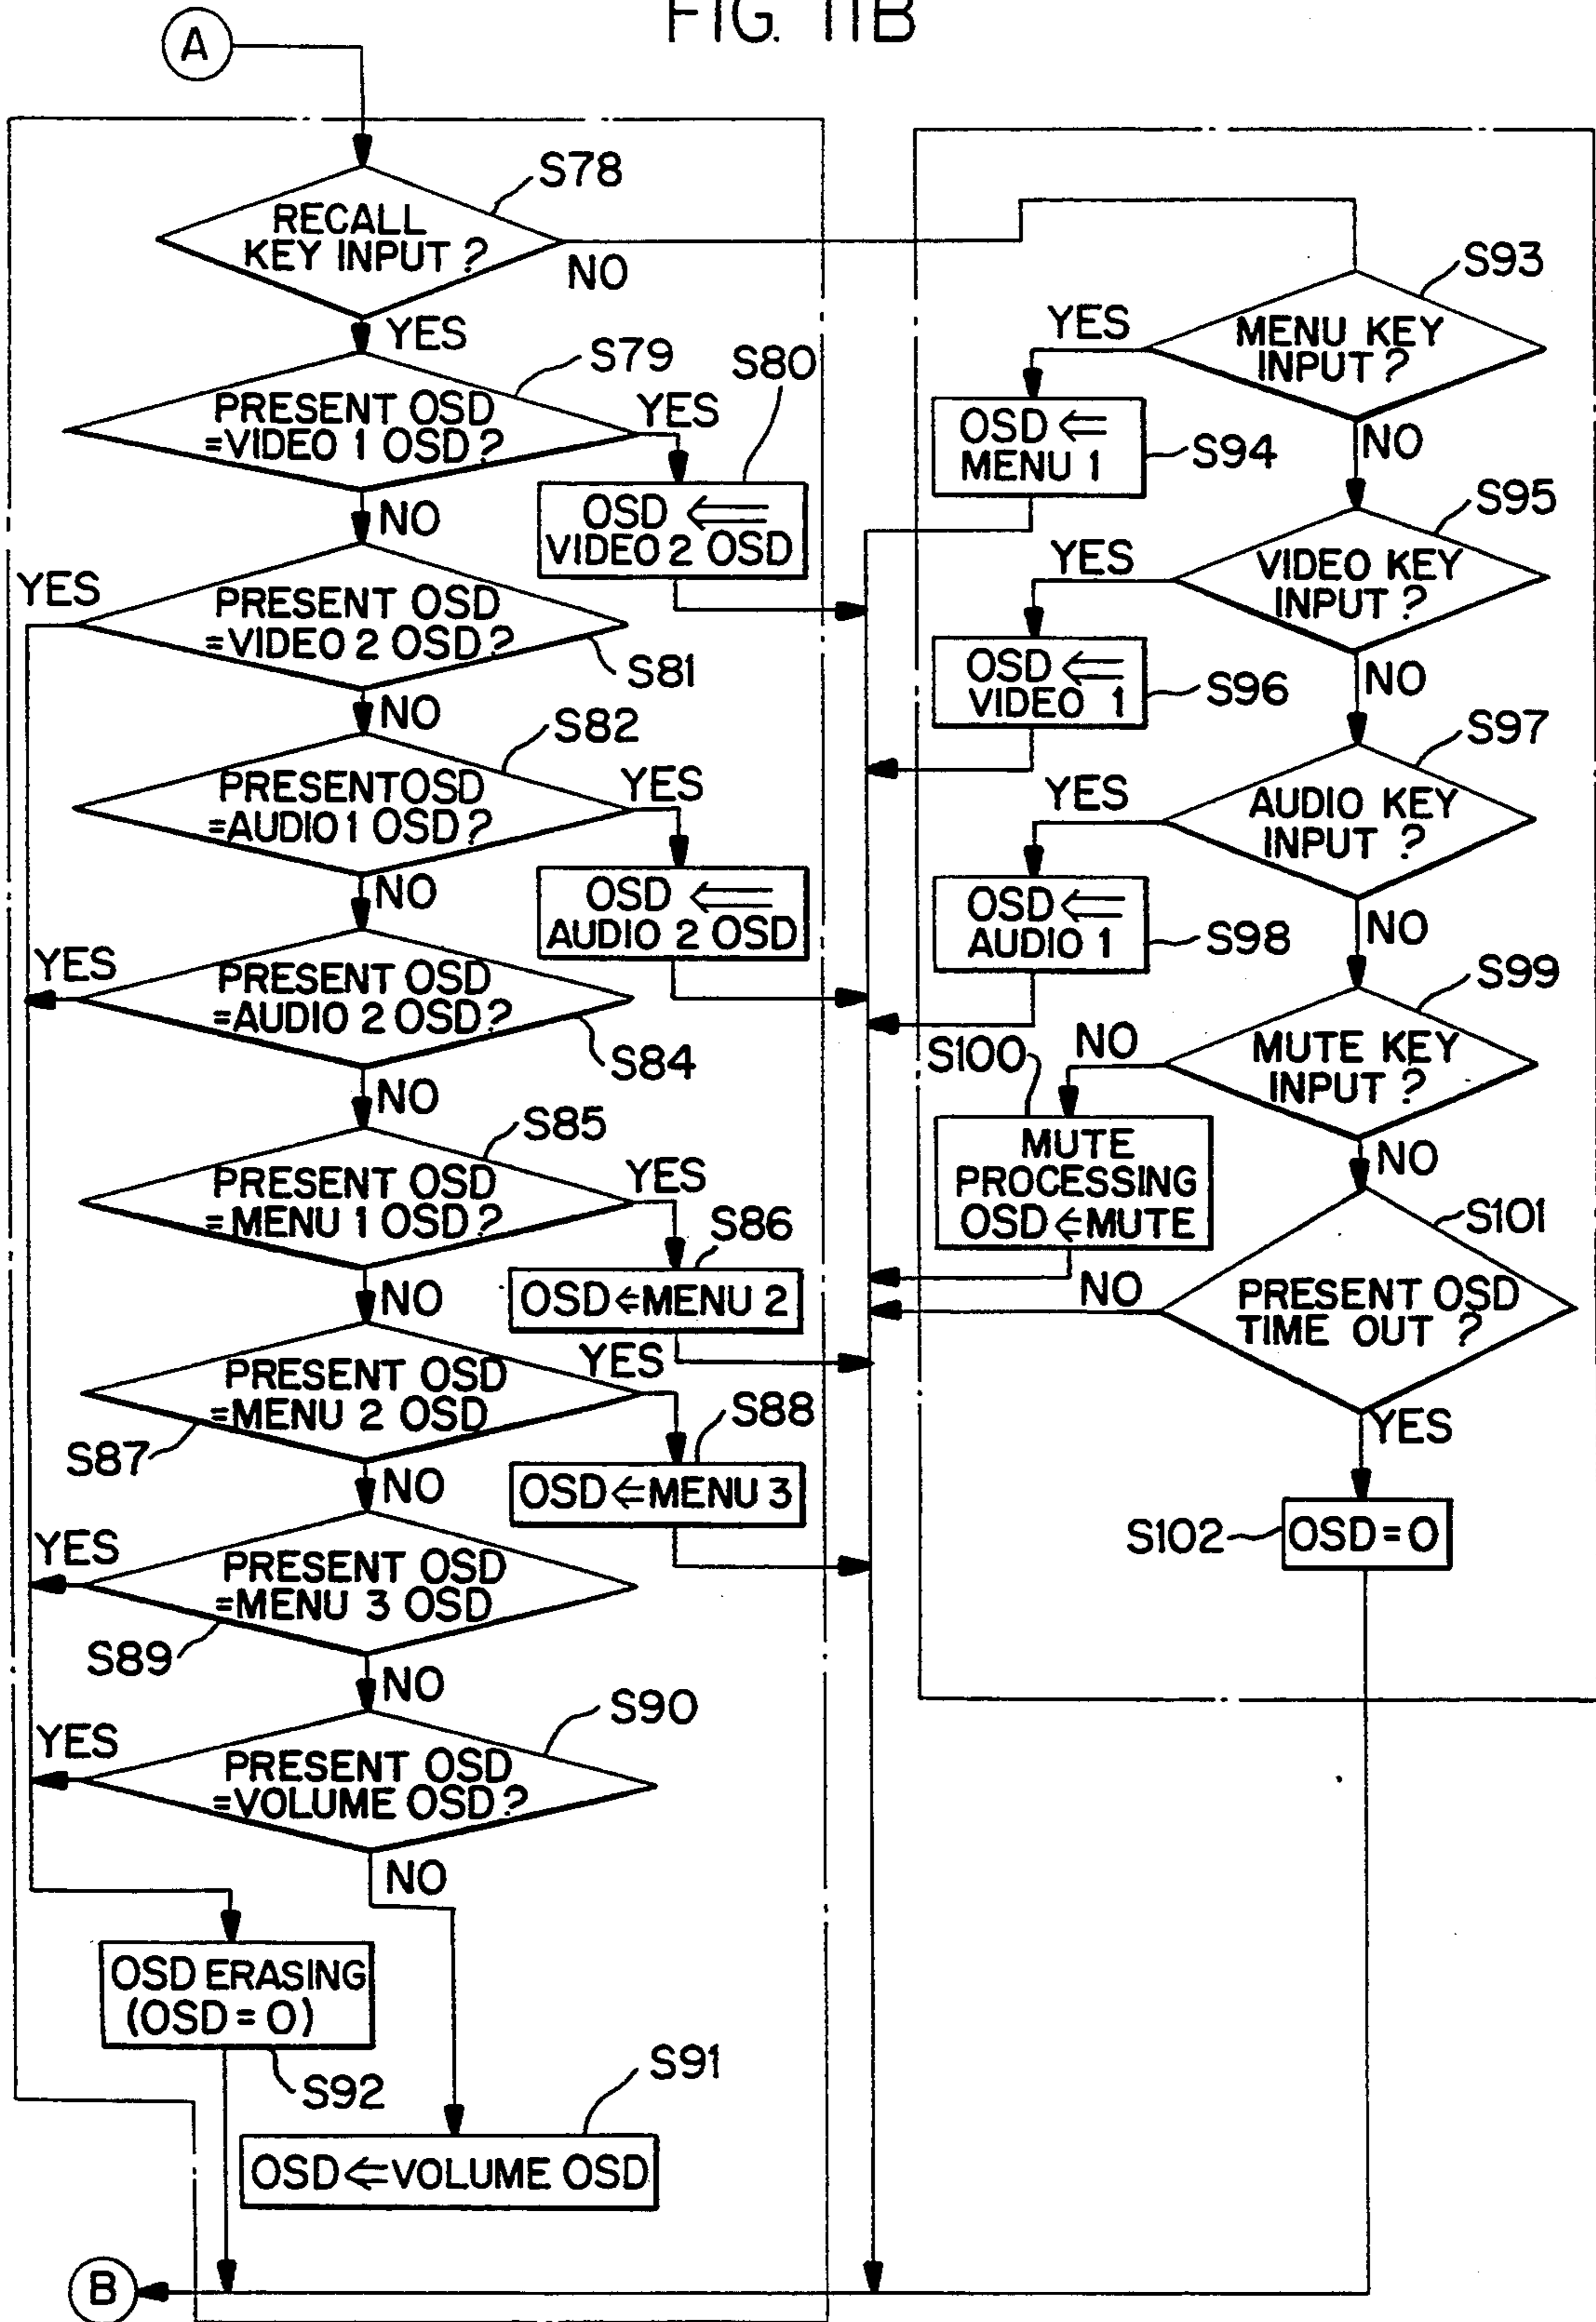 FIG. 11B
A
S78
RECALL
KEY INPUT ?
NO
YES
S79
PRESENT OSD
=VIDEO 1 OSD ?
YES
S80
OSD ⇐
VIDEO 2 OSD
NO
YES
PRESENT OSD
=VIDEO 2 OSD ?
S81
NO
S82
PRESENT OSD
=AUDIO 1 OSD ?
YES
OSD ⇐
AUDIO 2 OSD
NO
YES
PRESENT OSD
=AUDIO 2 OSD?
S84
NO
S85
PRESENT OSD
=MENU 1 OSD ?
YES
S86
OSD⇐MENU 2
NO
PRESENT OSD
=MENU 2 OSD
YES
S87
S88
OSD⇐MENU 3
NO
YES
PRESENT OSD
=MENU 3 OSD
S89
NO
S90
YES
PRESENT OSD
=VOLUME OSD ?
NO
OSD ERASING
(OSD = 0)
S92
S91
OSD⇐VOLUME OSD
B
S93
MENU KEY
INPUT ?
YES
OSD ⇐
MENU 1
S94
NO
S95
VIDEO KEY
INPUT ?
YES
OSD ⇐
VIDEO 1
S96
NO
S97
AUDIO KEY
INPUT ?
YES
OSD ⇐
AUDIO 1
S98
NO
S99
MUTE KEY
INPUT ?
NO
S100
MUTE
PROCESSING
OSD⇐MUTE
NO
S101
PRESENT OSD
TIME OUT ?
NO
YES
S102
OSD = 0